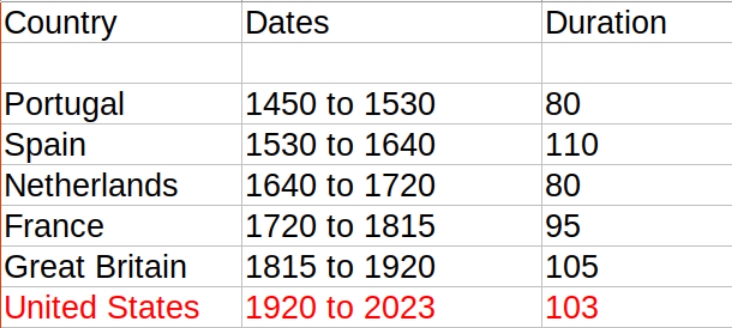 Country Dates Duration
Portugal 1450 to 1530 80
Spain 1530 to 1640 110
Netherlands 1640 to 1720 80
France 1720 to 1815 95
Great Britain 1815 to 1920 105
United States 1920 to 2023 103